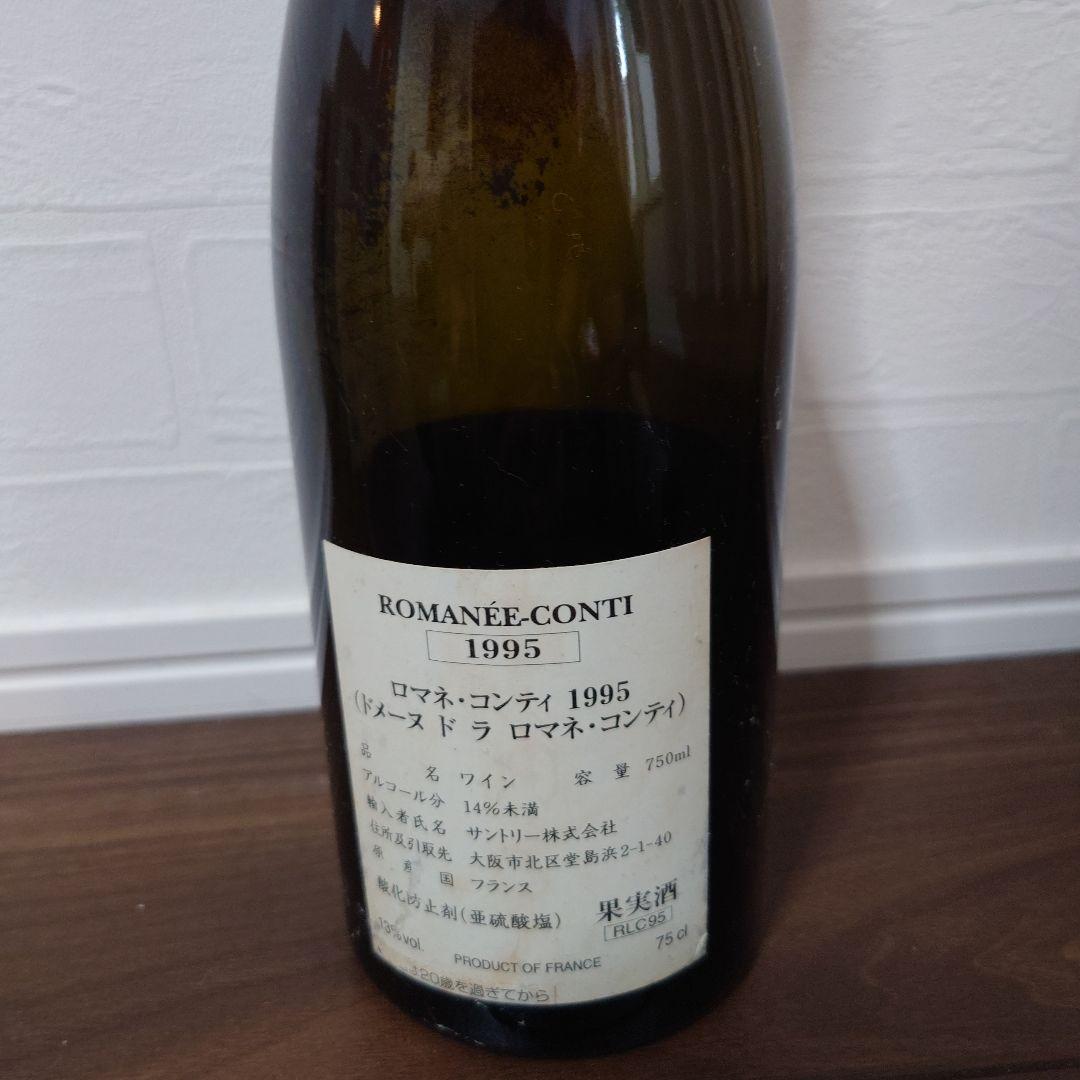 ROMANÉE-CONTI
1995
ロマネ・コンティ 1995
(ドメーヌ ド ラ ロマネ・コンティ)
品名 ワイン 容量 750ml
アルコール分 14%未満
輸入者氏名 サントリー株式会社
住所及引取先 大阪市北区堂島浜2-1-40
原産国 フランス
酸化防止剤(亜硫酸塩) 果実酒
RLC95
13%vol. 75 cl
PRODUCT OF FRANCE
20歳を過ぎてから